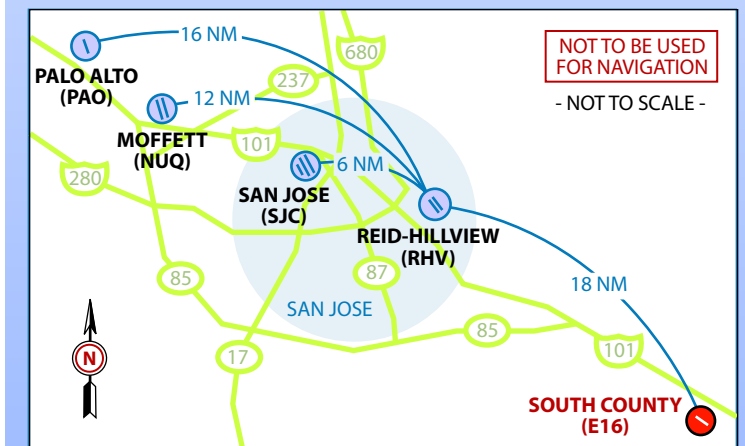 16 NM
680
NOT TO BE USED
FOR NAVIGATION
PALO ALTO
(PAO)
237
12 NM
- NOT TO SCALE -
MOFFETT
(NUQ)
101
6 NM
280
SAN JOSE
(SJC)
REID-HILLVIEW
(RHV)
85
87
18 NM
SAN JOSE
85
17
101
N
SOUTH COUNTY
(E16)